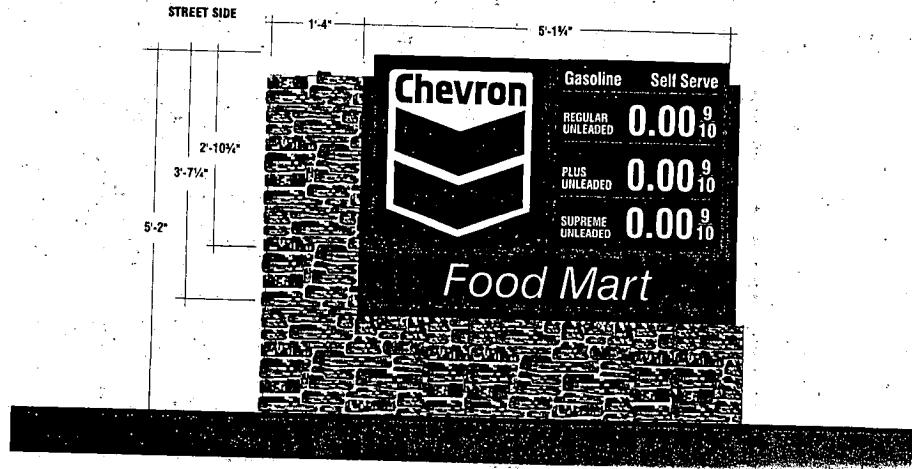 STREET SIDE
1'-4"
5'-1¾"
2'-10¾"
3'-7¼"
5'-2"
Chevron
Gasoline Self Serve
REGULAR
UNLEADED 0.00 9/10
PLUS
UNLEADED 0.00 9/10
SUPREME
UNLEADED 0.00 9/10
Food Mart